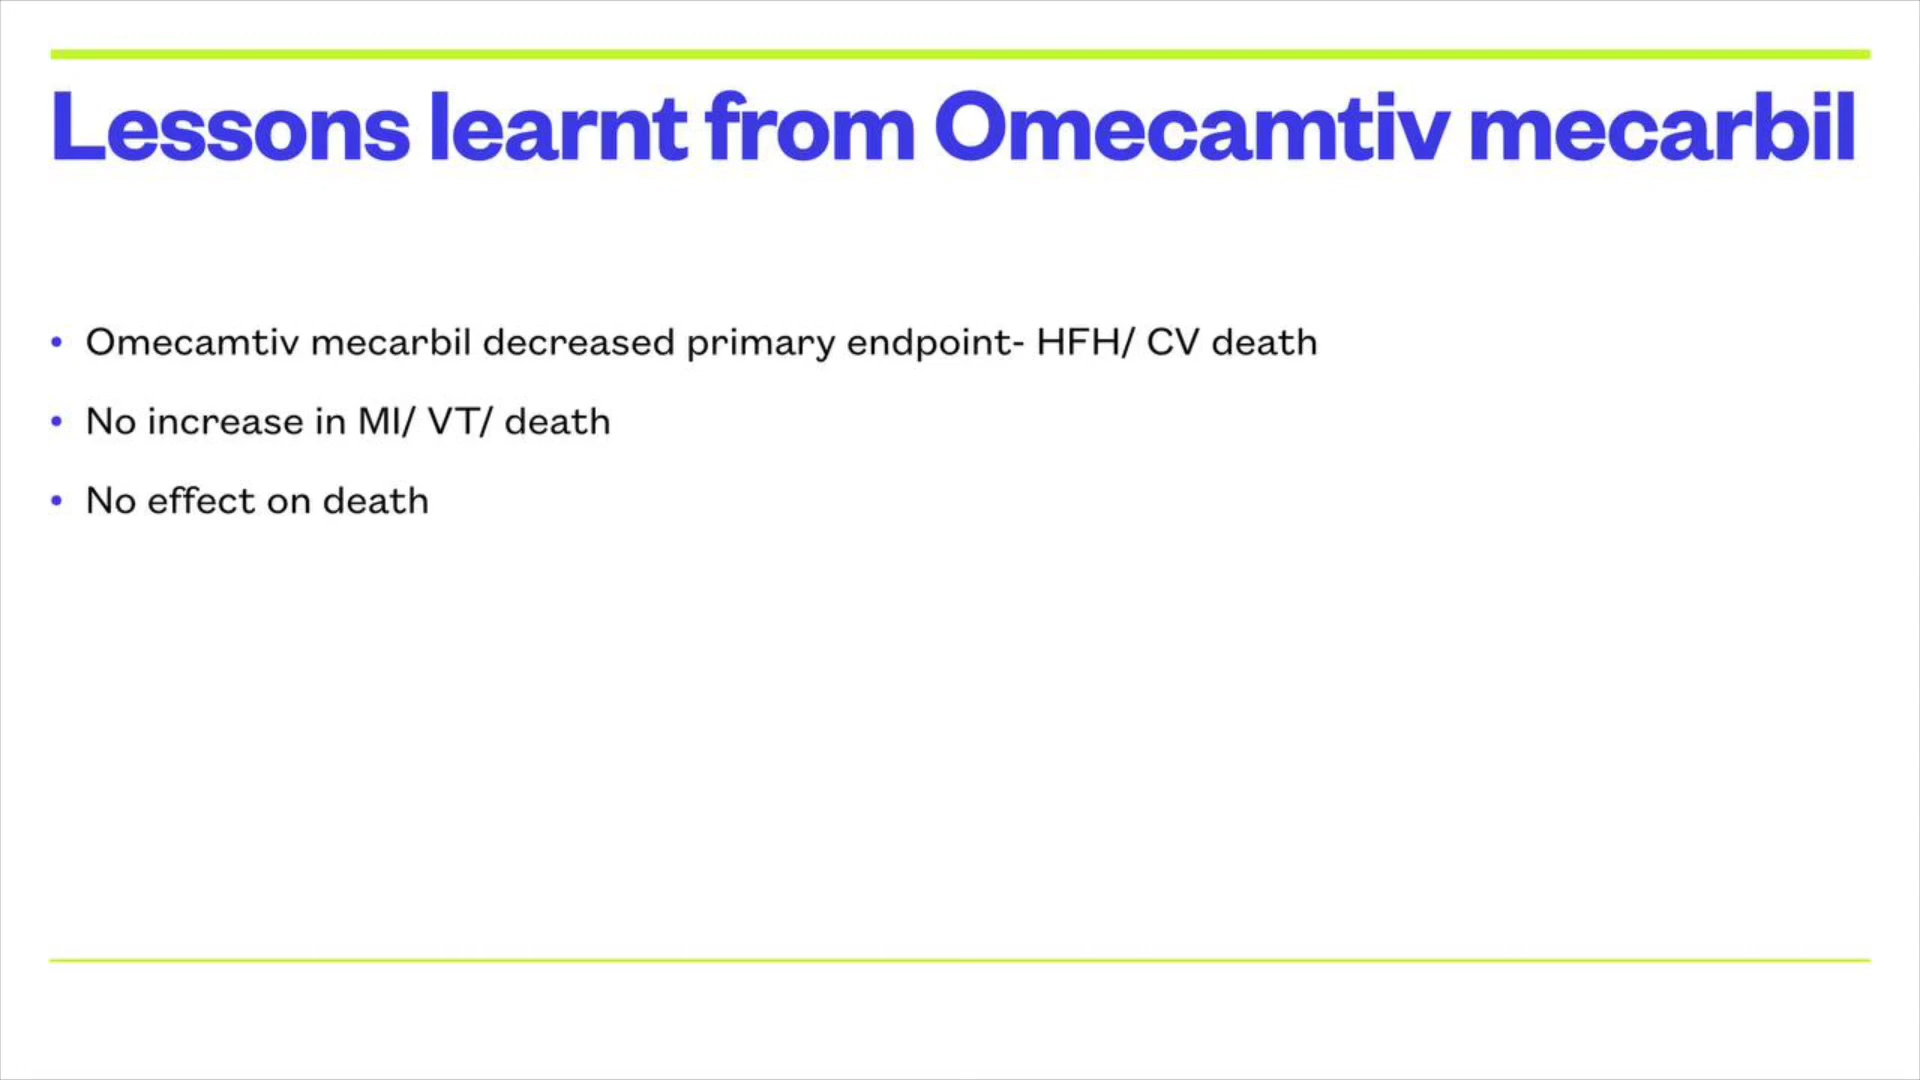 Lessons learnt from Omecamtiv mecarbil
• Omecamtiv mecarbil decreased primary endpoint- HFH/ CV death
• No increase in MI/ VT/ death
• No effect on death